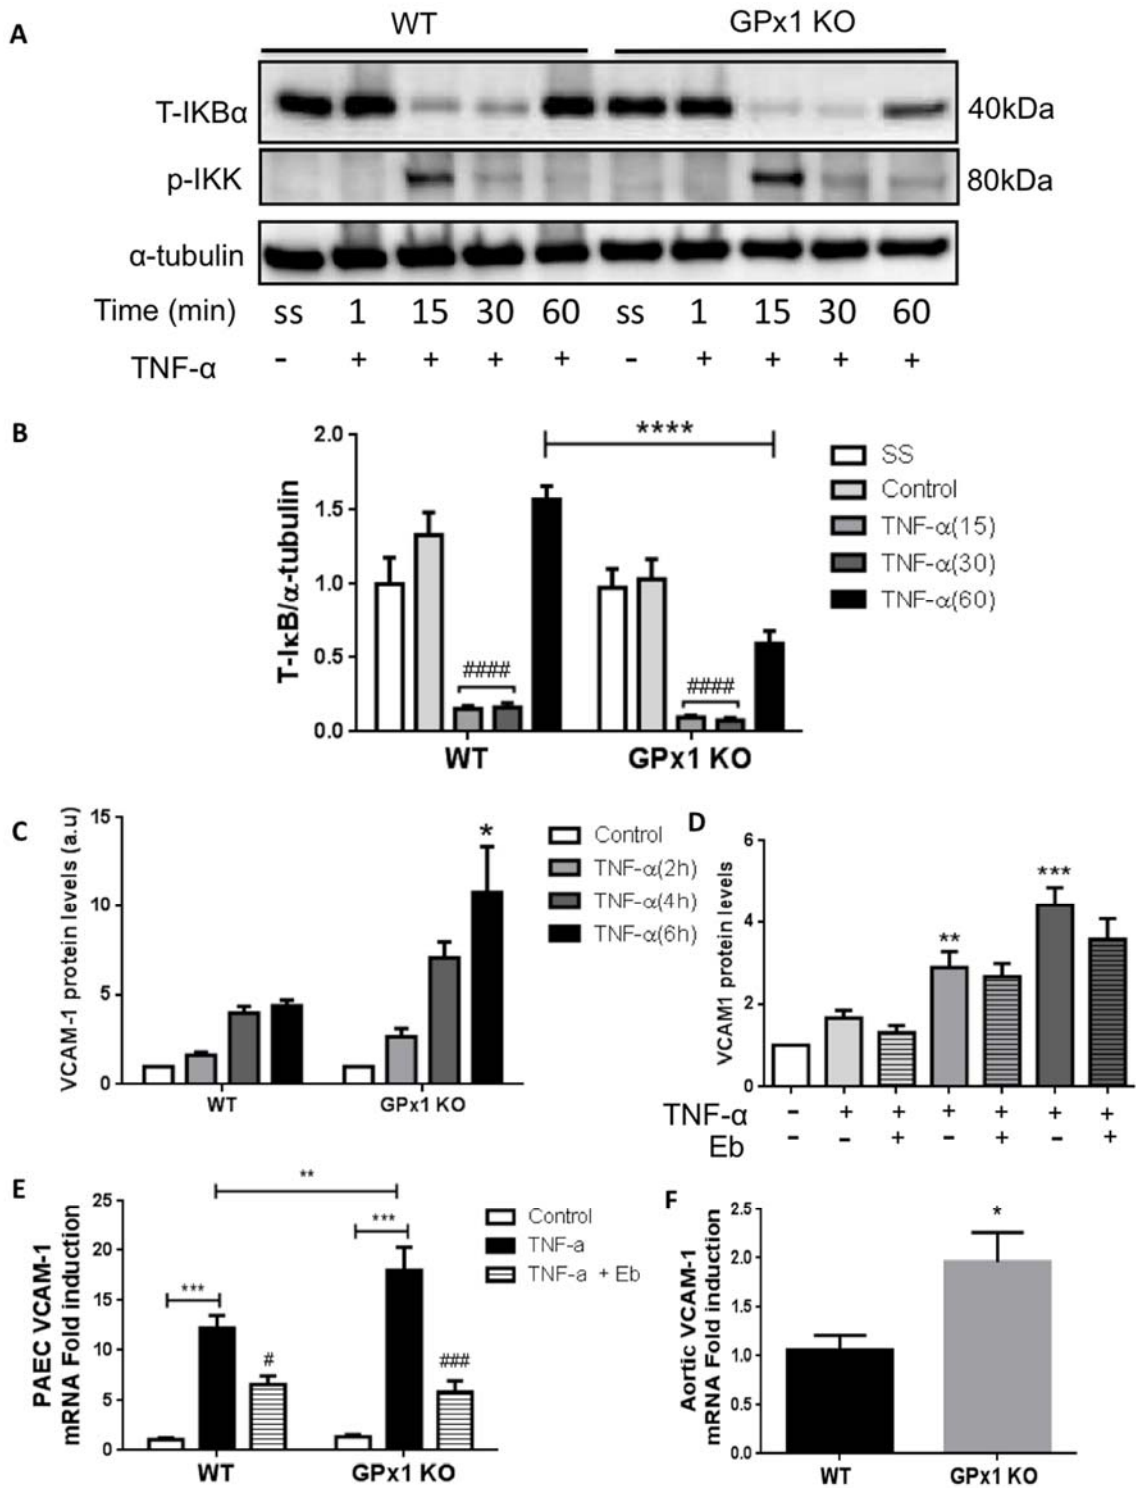 A
WT GPx1 KO
T-IKBα 40kDa
p-IKK 80kDa
α-tubulin
Time (min) ss 1 15 30 60 ss 1 15 30 60
TNF-α - + + + + - + + + +
B
T-IκB/α-tubulin
2.0
1.5
1.0
0.5
0.0
****
####
####
WT GPx1 KO
SS
Control
TNF-α(15)
TNF-α(30)
TNF-α(60)
C
VCAM-1 protein levels (a.u)
15
10
5
0
*
WT GPx1 KO
Control
TNF-α(2h)
TNF-α(4h)
TNF-α(6h)
D
VCAM1 protein levels
6
4
2
0
**
***
TNF-α - + + + + + +
Eb - - + - + - +
E
PAEC VCAM-1
mRNA Fold induction
25
20
15
10
5
0
**
***
***
#
###
WT GPx1 KO
Control
TNF-a
TNF-a + Eb
F
Aortic VCAM-1
mRNA Fold induction
2.5
2.0
1.5
1.0
0.5
0.0
*
WT GPx1 KO